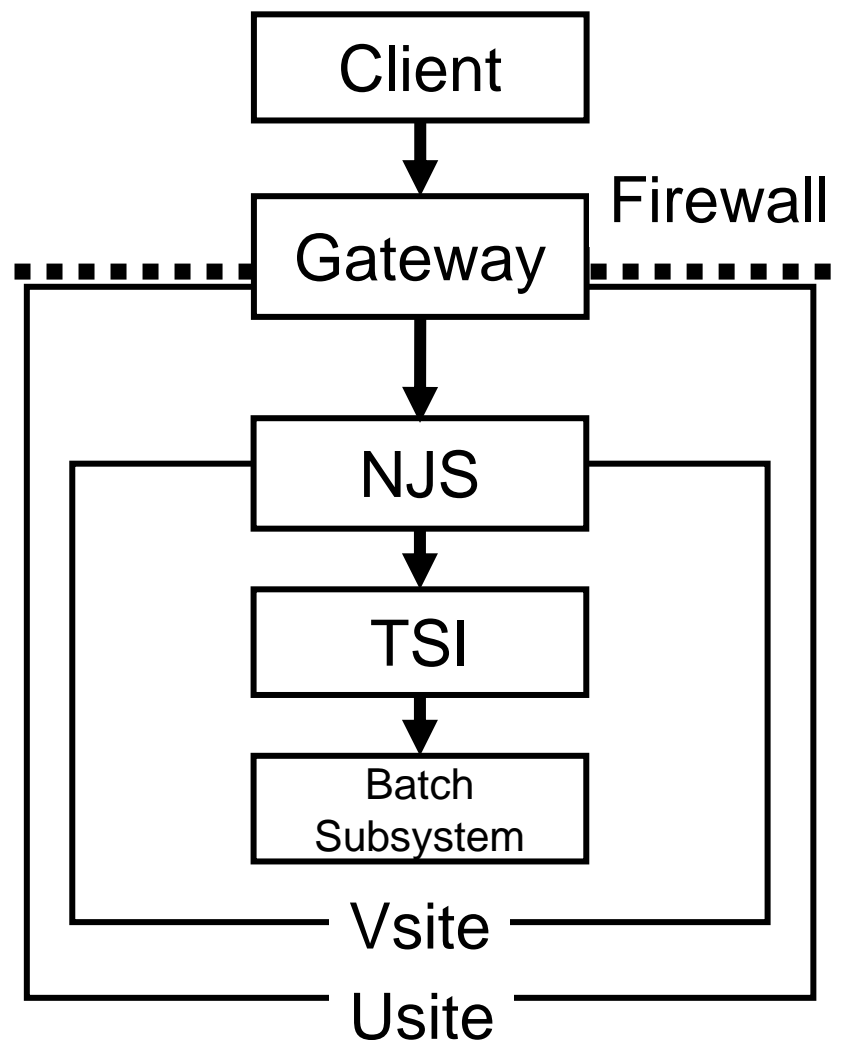 Client
Firewall
Gateway
NJS
TSI
Batch
Subsystem
Vsite
Usite